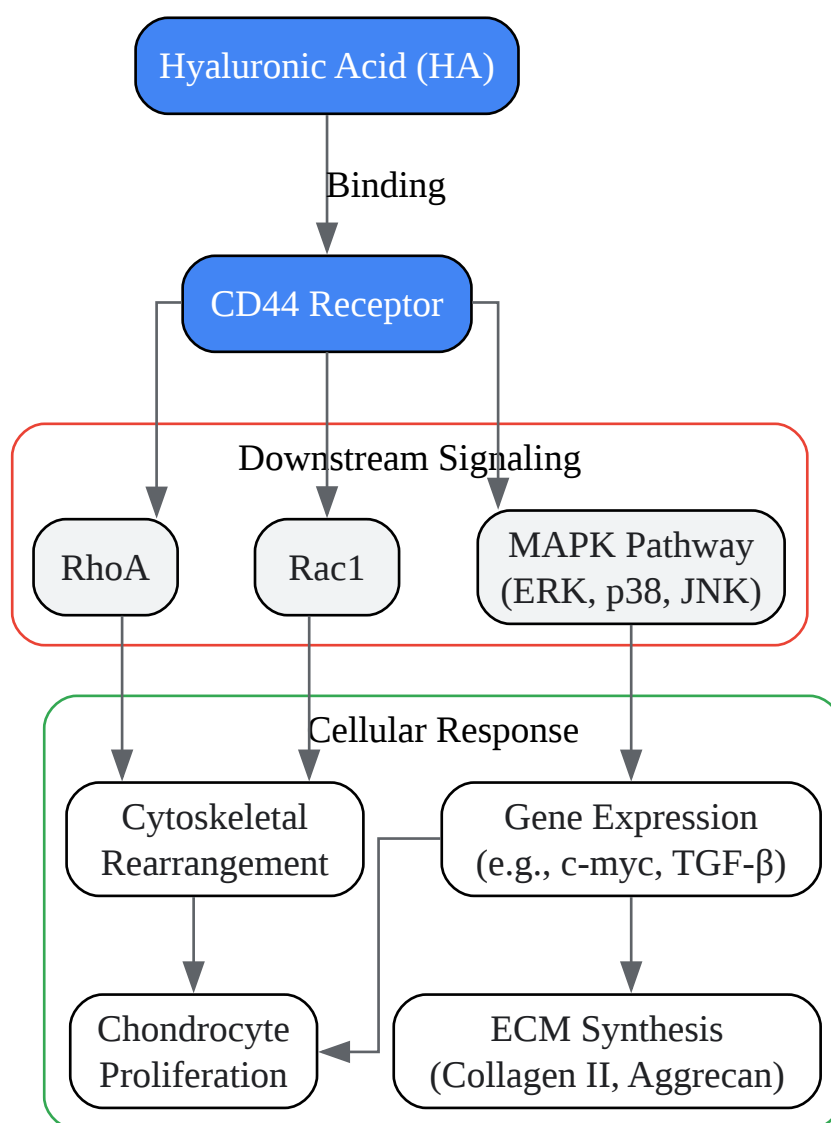 Hyaluronic Acid (HA)
Binding
CD44 Receptor
Downstream Signaling
RhoA
Rac1
MAPK Pathway
(ERK, p38, JNK)
Cellular Response
Cytoskeletal
Rearrangement
Gene Expression
(e.g., c-myc, TGF-β)
Chondrocyte
Proliferation
ECM Synthesis
(Collagen II, Aggrecan)